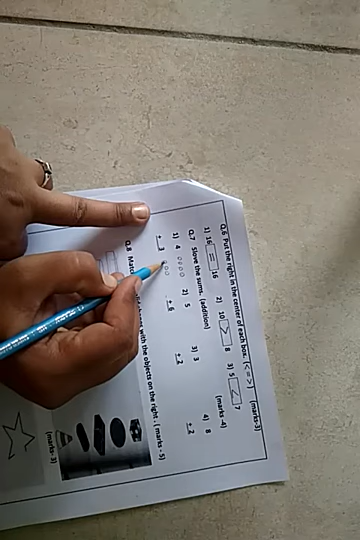 Q.6 Put the right in the center of each box. (< = >) (marks-3)
1) 16 = 16 2) 10 > 8 3) 5 < 7
Q.7 Slove the sums. (addition) (marks -4)
1) 4 2) 5 3) 3 4) 8
+ 3 + 6 + 2 + 2
Q.8 Match with the objects on the right. ( marks - 5)
(marks- 3)